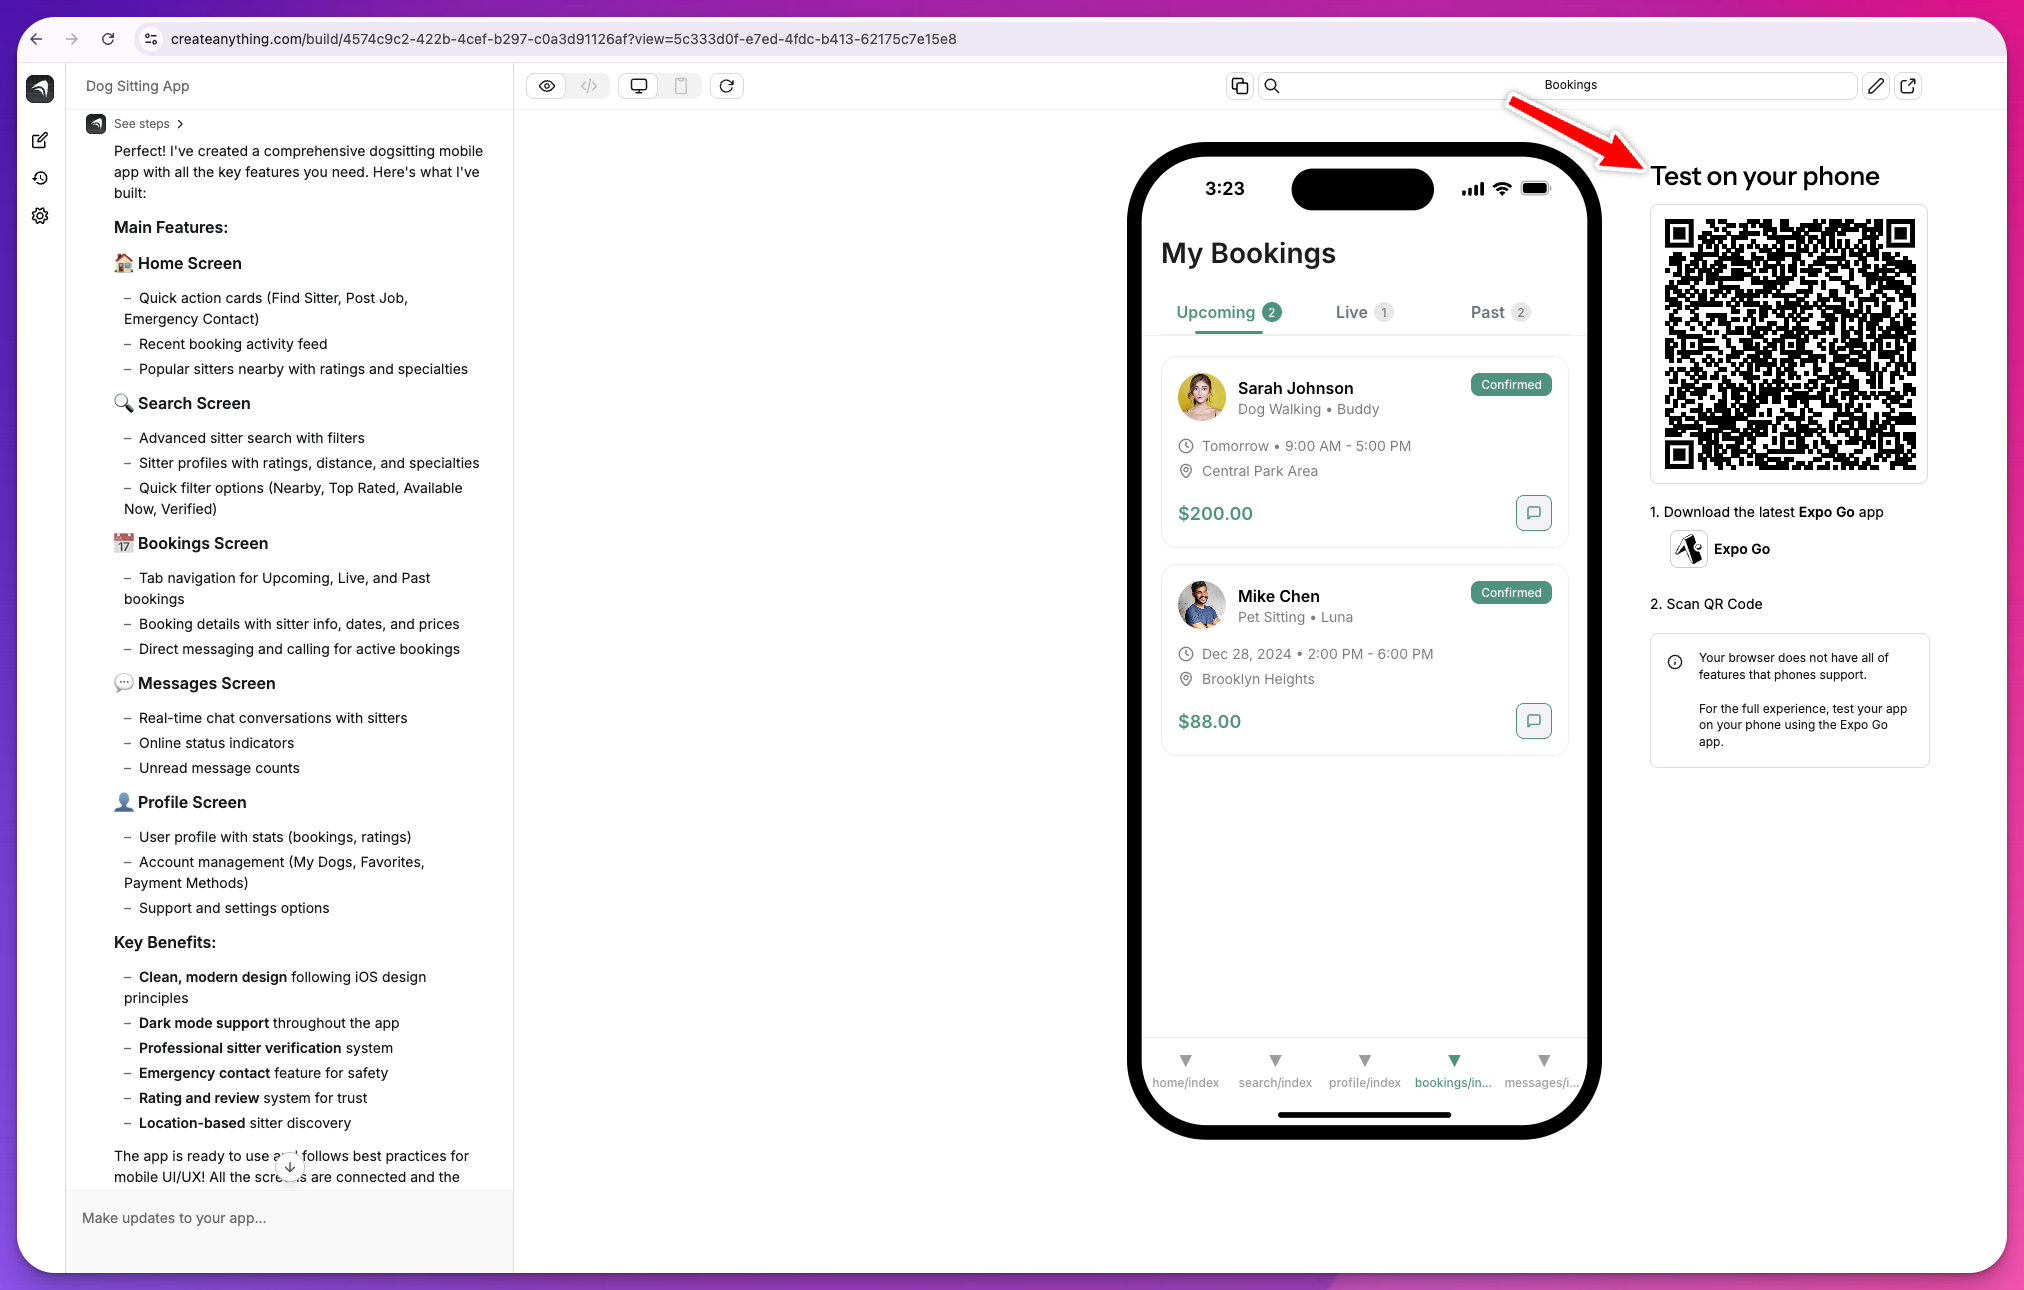 createanything.com/build/4574c9c2-422b-4cef-b297-c0a3d91126af?view=5c333d0f-e7ed-4fdc-b413-62175c7e15e8
Dog Sitting App
See steps
Perfect! I've created a comprehensive dogsitting mobile
app with all the key features you need. Here's what I've
built:
Main Features:
🏠 Home Screen
– Quick action cards (Find Sitter, Post Job,
Emergency Contact)
– Recent booking activity feed
– Popular sitters nearby with ratings and specialties
🔍 Search Screen
– Advanced sitter search with filters
– Sitter profiles with ratings, distance, and specialties
– Quick filter options (Nearby, Top Rated, Available
Now, Verified)
📅 Bookings Screen
– Tab navigation for Upcoming, Live, and Past
bookings
– Booking details with sitter info, dates, and prices
– Direct messaging and calling for active bookings
💬 Messages Screen
– Real-time chat conversations with sitters
– Online status indicators
– Unread message counts
👤 Profile Screen
– User profile with stats (bookings, ratings)
– Account management (My Dogs, Favorites,
Payment Methods)
– Support and settings options
Key Benefits:
– Clean, modern design following iOS design
principles
– Dark mode support throughout the app
– Professional sitter verification system
– Emergency contact feature for safety
– Rating and review system for trust
– Location-based sitter discovery
The app is ready to use follows best practices for
mobile UI/UX! All the are connected and the
Make updates to your app...
Bookings
3:23
My Bookings
Upcoming 2 Live 1 Past 2
Sarah Johnson Confirmed
Dog Walking • Buddy
Tomorrow • 9:00 AM - 5:00 PM
Central Park Area
$200.00
Mike Chen Confirmed
Pet Sitting • Luna
Dec 28, 2024 • 2:00 PM - 6:00 PM
Brooklyn Heights
$88.00
home/index search/index profile/index bookings/in... messages/i...
Test on your phone
1. Download the latest Expo Go app
Expo Go
2. Scan QR Code
Your browser does not have all of
features that phones support.
For the full experience, test your app
on your phone using the Expo Go
app.